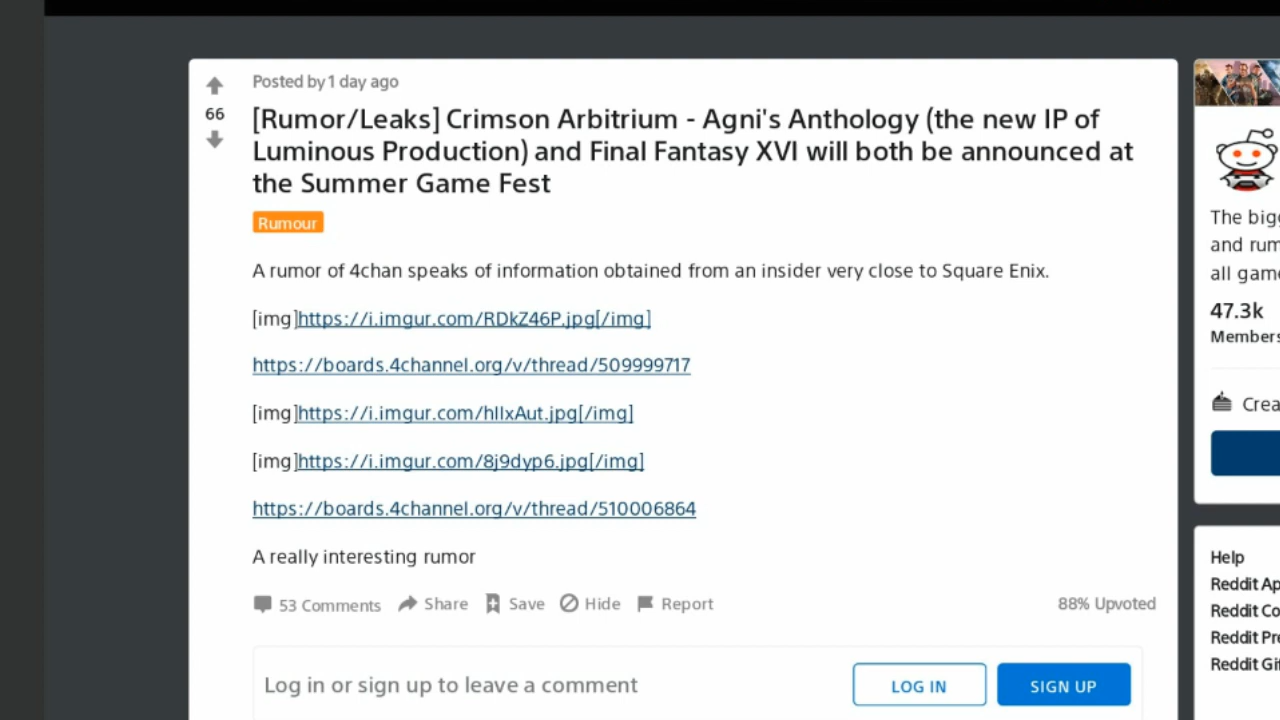 Posted by 1 day ago
66
[Rumor/Leaks] Crimson Arbitrium - Agni's Anthology (the new IP of
Luminous Production) and Final Fantasy XVI will both be announced at
the Summer Game Fest
Rumour
A rumor of 4chan speaks of information obtained from an insider very close to Square Enix.
[img]https://i.imgur.com/RDkZ46P.jpg[/img]
https://boards.4channel.org/v/thread/509999717
[img]https://i.imgur.com/hIlxAut.jpg[/img]
[img]https://i.imgur.com/8j9dyp6.jpg[/img]
https://boards.4channel.org/v/thread/510006864
A really interesting rumor
53 Comments Share Save Hide Report 88% Upvoted
Log in or sign up to leave a comment LOG IN SIGN UP
The bigg
and rum
all game
47.3k
Members
Crea
Help
Reddit Ap
Reddit Co
Reddit Pre
Reddit Gif